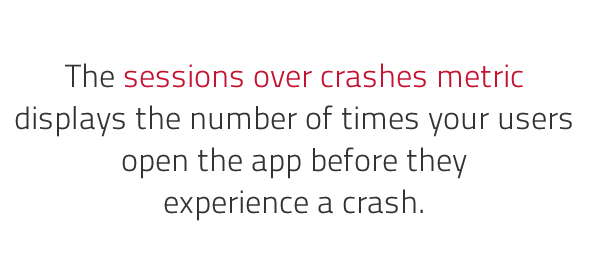 The sessions over crashes metric
displays the number of times your users
open the app before they
experience a crash.